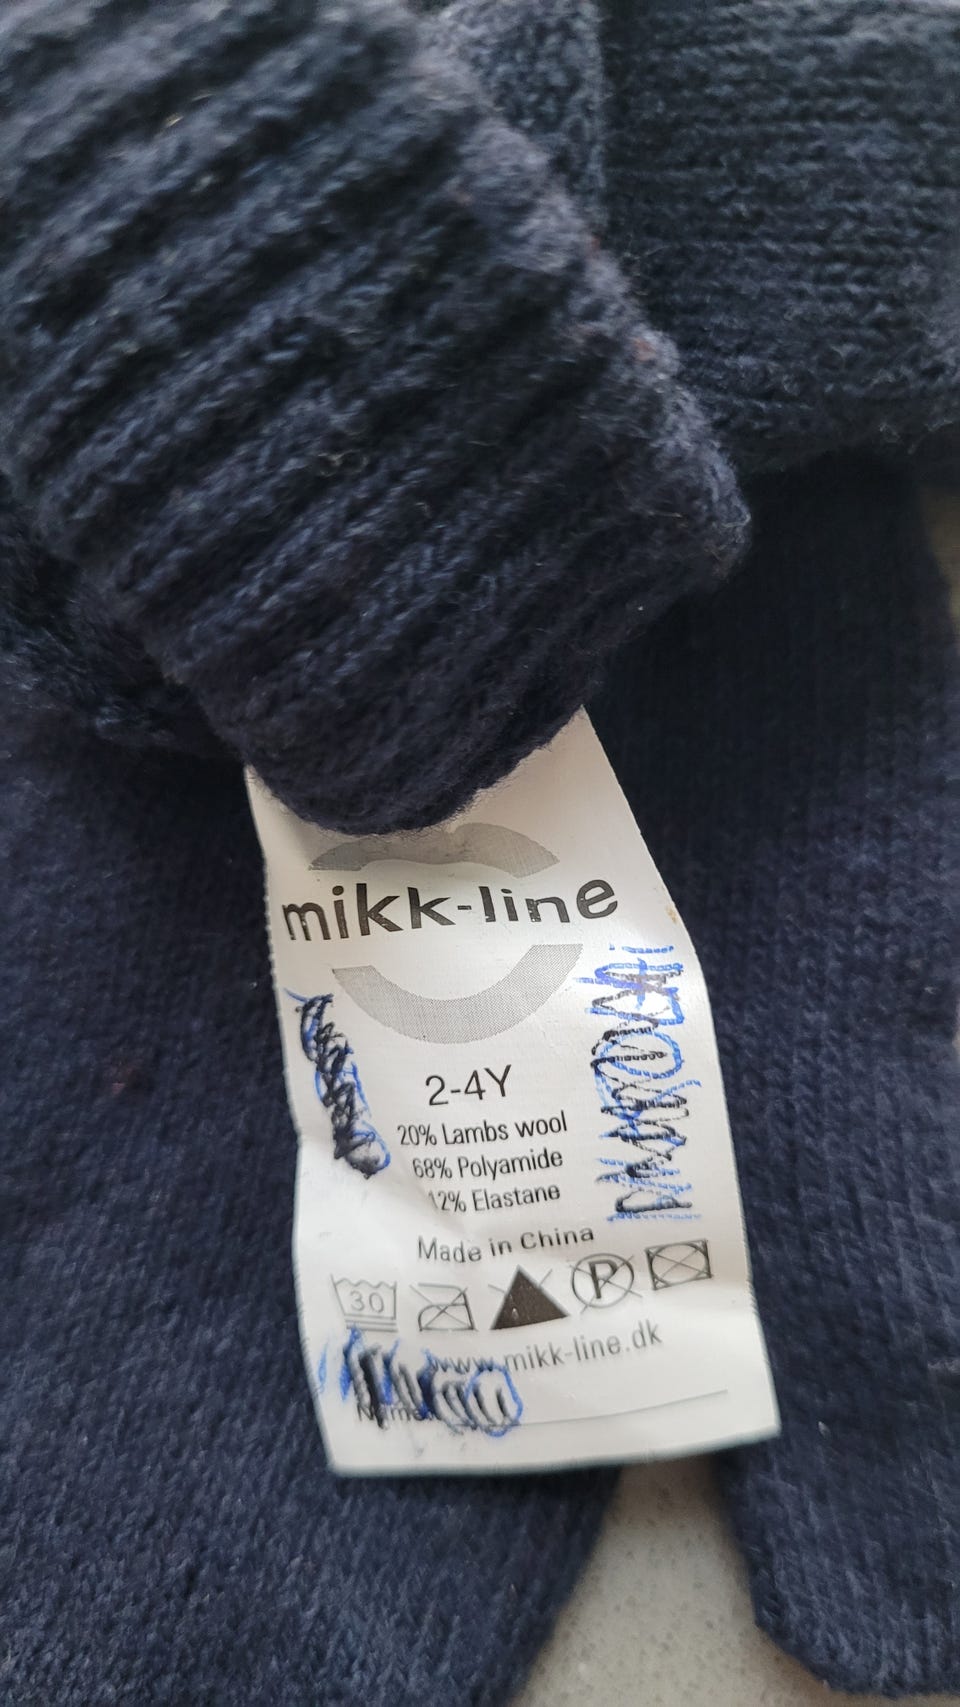 mikk-line
2-4Y
20% Lambs wool
68% Polyamide
12% Elastane
Made in China
30 P
www.mikk-line.dk
Name